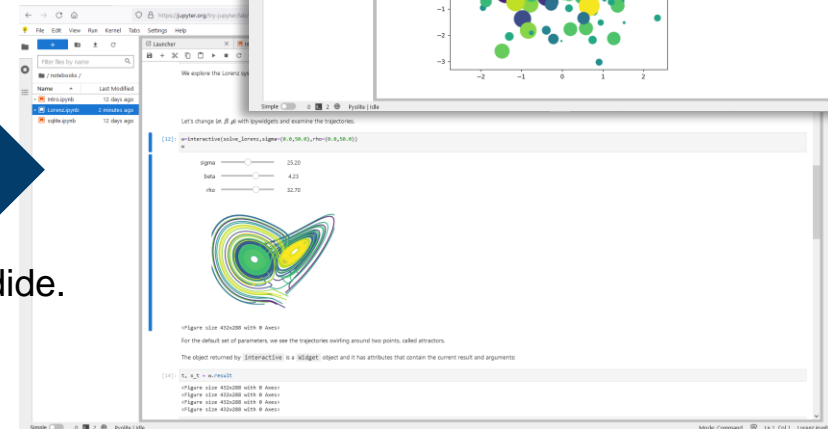 -1
-2
-3
-2 -1 0 1 2
Simple 0 2 Pyolite | Idle
https://jupyter.org/try-jupyter/lab/
File Edit View Run Kernel Tabs Settings Help
Filter files by name
/ notebooks /
Name Last Modified
Intro.ipynb 12 days ago
Lorenz.ipynb 2 minutes ago
sqlite.ipynb 12 days ago
Launcher
We explore the Lorenz
Let's change (σ, β, ρ) with ipywidgets and examine the trajectories.
[12]: w=interactive(solve_lorenz,sigma=(0.0,50.0),rho=(0.0,50.0))
w
sigma 25.20
beta 4.23
rho 32.70
<Figure size 432x288 with 0 Axes>
For the default set of parameters, we see the trajectories swirling around two points, called attractors.
The object returned by interactive is a Widget object and it has attributes that contain the current result and arguments:
[14]: t, x_t = w.result
<Figure size 432x288 with 0 Axes>
<Figure size 432x288 with 0 Axes>
<Figure size 432x288 with 0 Axes>
<Figure size 432x288 with 0 Axes>
dide.
Simple 0 2 Pyolite | Idle
Mode: Command Ln 1, Col 1 Lorenz.ipynb